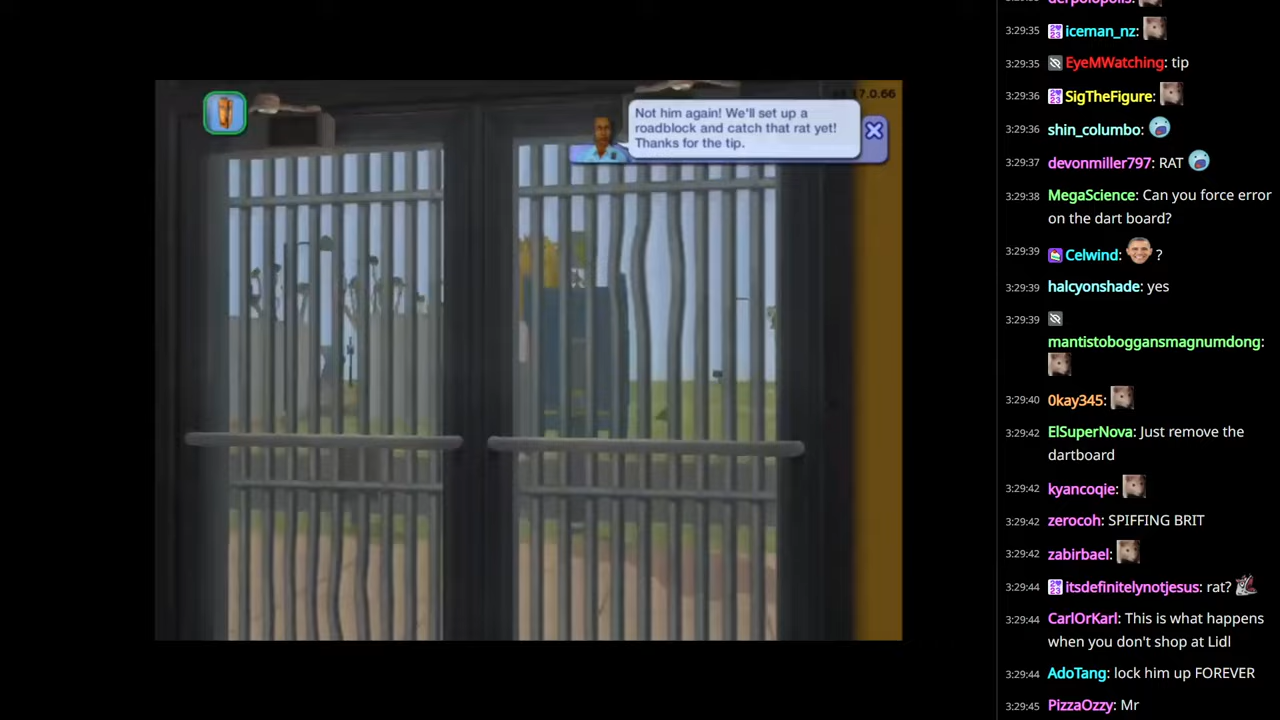 3:29:35 iceman_nz:
3:29:35 EyeMWatching: tip
3:29:36 SigTheFigure:
3:29:36 shin_columbo:
3:29:37 devonmiller797: RAT
3:29:38 MegaScience: Can you force error
on the dart board?
3:29:39 Celwind: ?
3:29:39 halcyonshade: yes
3:29:39
mantistoboggansmagnumdong:
3:29:40 0kay345:
3:29:42 ElSuperNova: Just remove the
dartboard
3:29:42 kyancoqie:
3:29:42 zerocoh: SPIFFING BRIT
3:29:42 zabirbael:
3:29:44 itsdefinitelynotjesus: rat?
3:29:44 CarlOrKarl: This is what happens
when you don't shop at Lidl
3:29:44 AdoTang: lock him up FOREVER
3:29:45 PizzaOzzy: Mr
Not him again! We'll set up a
roadblock and catch that rat yet!
Thanks for the tip.
17.0.66